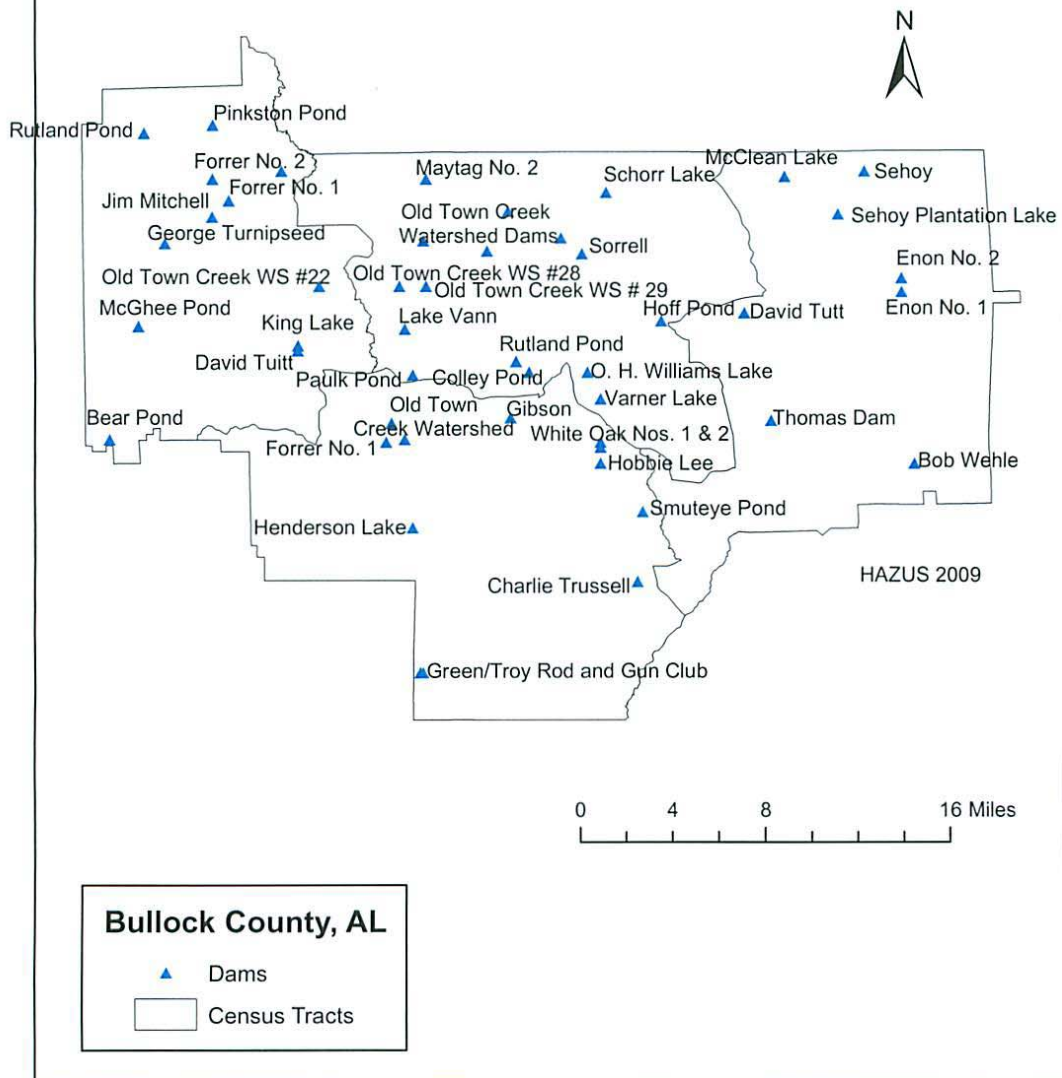 N
Pinkston Pond
Rutland Pond
Forrer No. 2
Maytag No. 2
McClean Lake
Sehoy
Schorr Lake
Forrer No. 1
Jim Mitchell
Old Town Creek
Watershed Dams
Sehoy Plantation Lake
George Turnipseed
Sorrell
Enon No. 2
Old Town Creek WS #22
Old Town Creek WS #28
Old Town Creek WS # 29
Enon No. 1
McGhee Pond
Hoff Pond
David Tutt
King Lake
Lake Vann
Rutland Pond
David Tuitt
Paulk Pond
Colley Pond
O. H. Williams Lake
Varner Lake
Bear Pond
Old Town
Creek Watershed
Gibson
Thomas Dam
White Oak Nos. 1 & 2
Forrer No. 1
Hobbie Lee
Bob Wehle
Smuteye Pond
Henderson Lake
HAZUS 2009
Charlie Trussell
Green/Troy Rod and Gun Club
0 4 8 16 Miles
Bullock County, AL
Dams
Census Tracts